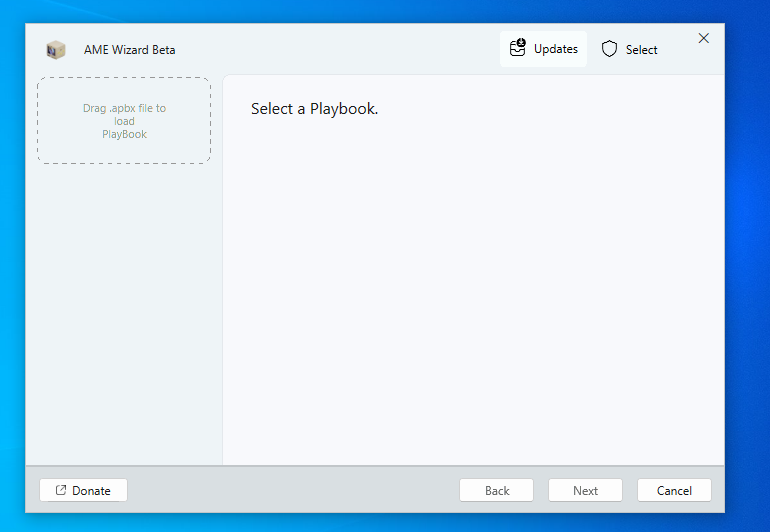 AME Wizard Beta
Updates
Select
Drag .apbx file to
load
PlayBook
Select a Playbook.
Donate
Back
Next
Cancel